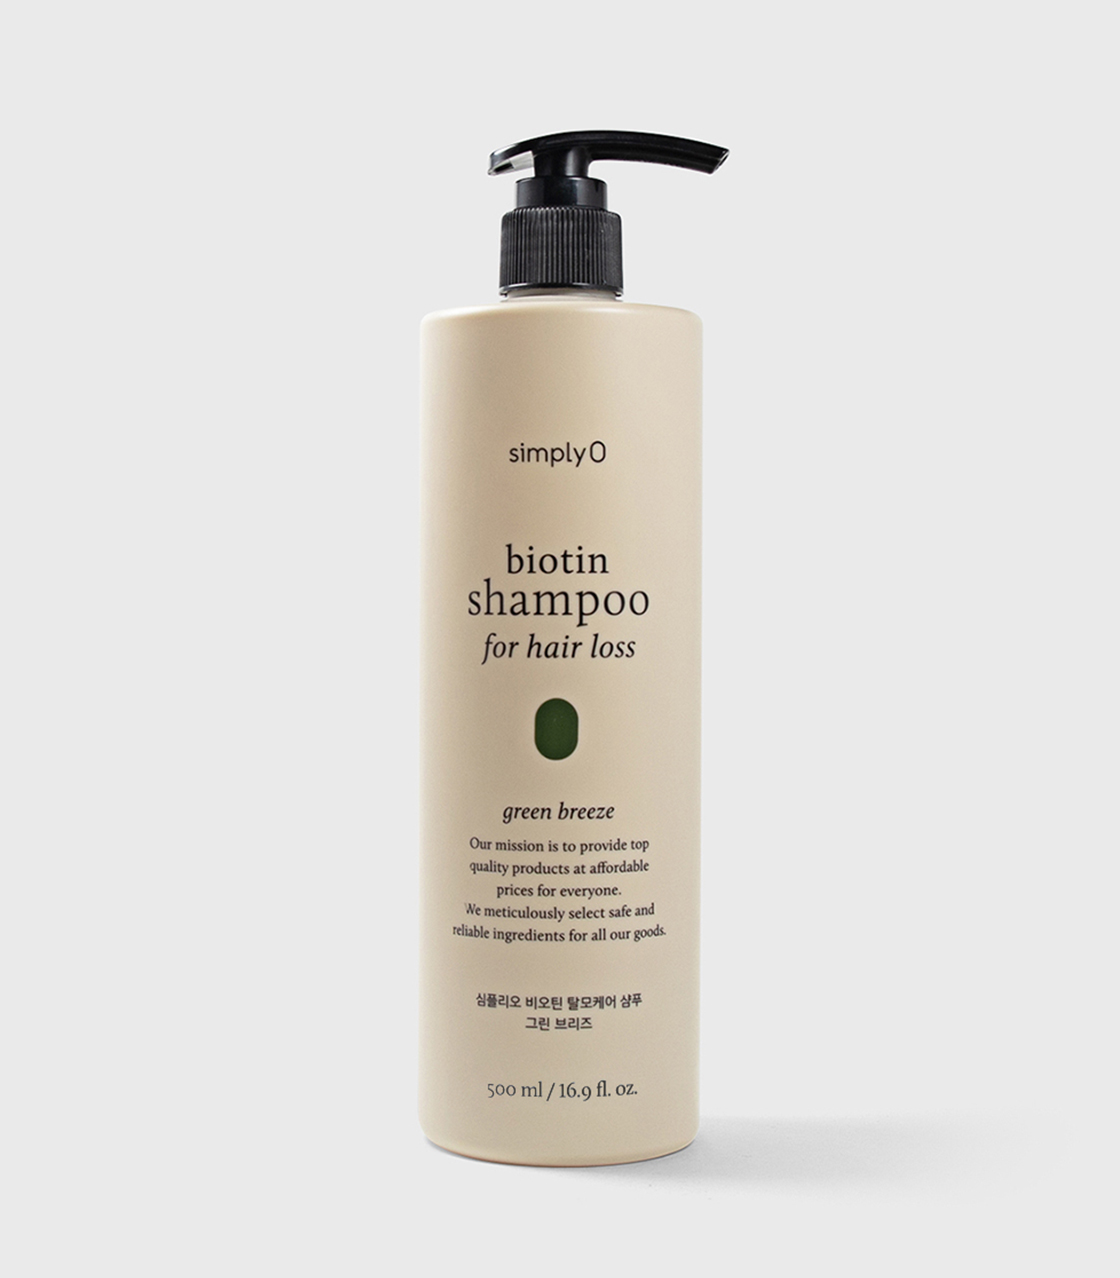 simplyO
biotin
shampoo
for hair loss
green breeze
Our mission is to provide top
quality products at affordable
prices for everyone.
We meticulously select safe and
reliable ingredients for all our goods.
심플리오 비오틴 탈모케어 샴푸
그린 브리즈
500 ml / 16.9 fl. oz.